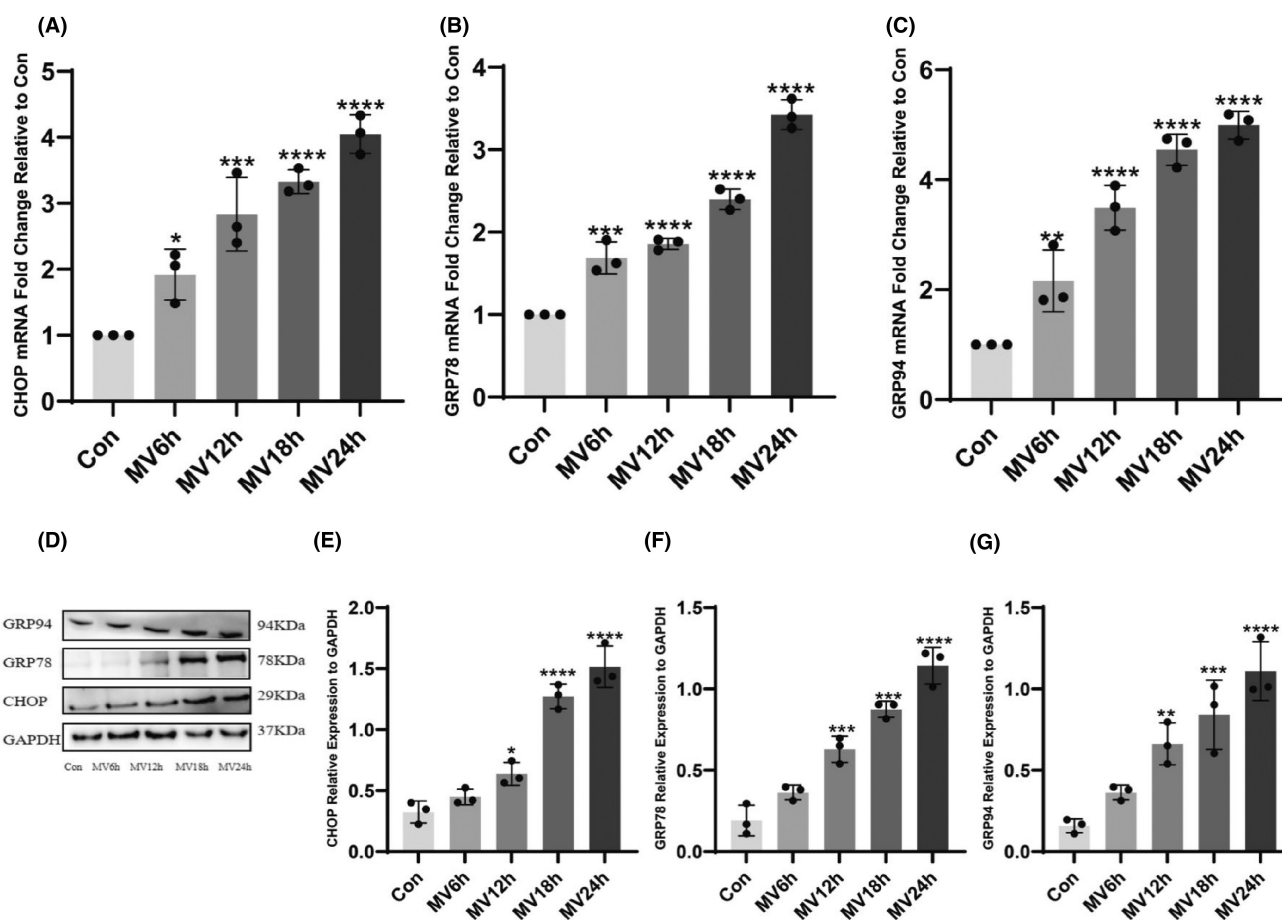 (A)
CHOP mRNA Fold Change Relative to Con
5
4
3
2
1
0
*
***
****
****
Con
MV6h
MV12h
MV18h
MV24h
(B)
GRP78 mRNA Fold Change Relative to Con
4
3
2
1
0
***
****
****
****
Con
MV6h
MV12h
MV18h
MV24h
(C)
GRP94 mRNA Fold Change Relative to Con
6
4
2
0
**
****
****
****
Con
MV6h
MV12h
MV18h
MV24h
(D)
GRP94 94KDa
GRP78 78KDa
CHOP 29KDa
GAPDH 37KDa
Con MV6h MV12h MV18h MV24h
(E)
CHOP Relative Expression to GAPDH
2.0
1.5
1.0
0.5
0.0
*
****
****
Con
MV6h
MV12h
MV18h
MV24h
(F)
GRP78 Relative Expression to GAPDH
1.5
1.0
0.5
0.0
***
***
****
Con
MV6h
MV12h
MV18h
MV24h
(G)
GRP94 Relative Expression to GAPDH
1.5
1.0
0.5
0.0
**
***
****
Con
MV6h
MV12h
MV18h
MV24h